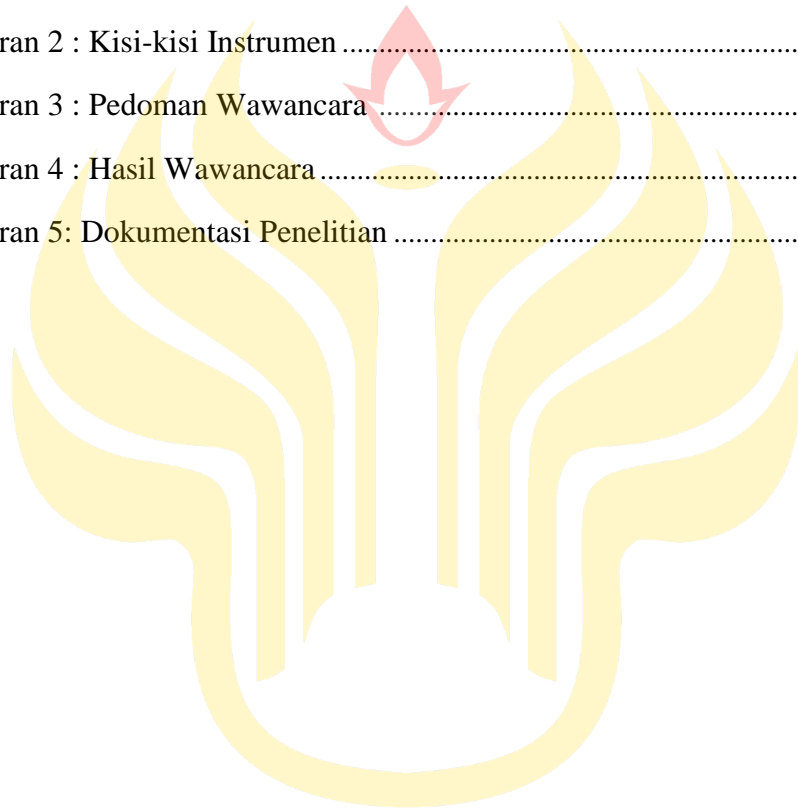 ran 2 : Kisi-kisi Instrumen ..............................................................................
ran 3 : Pedoman Wawancara ........................................................................
ran 4 : Hasil Wawancara ..................................................................................
ran 5: Dokumentasi Penelitian ......................................................................